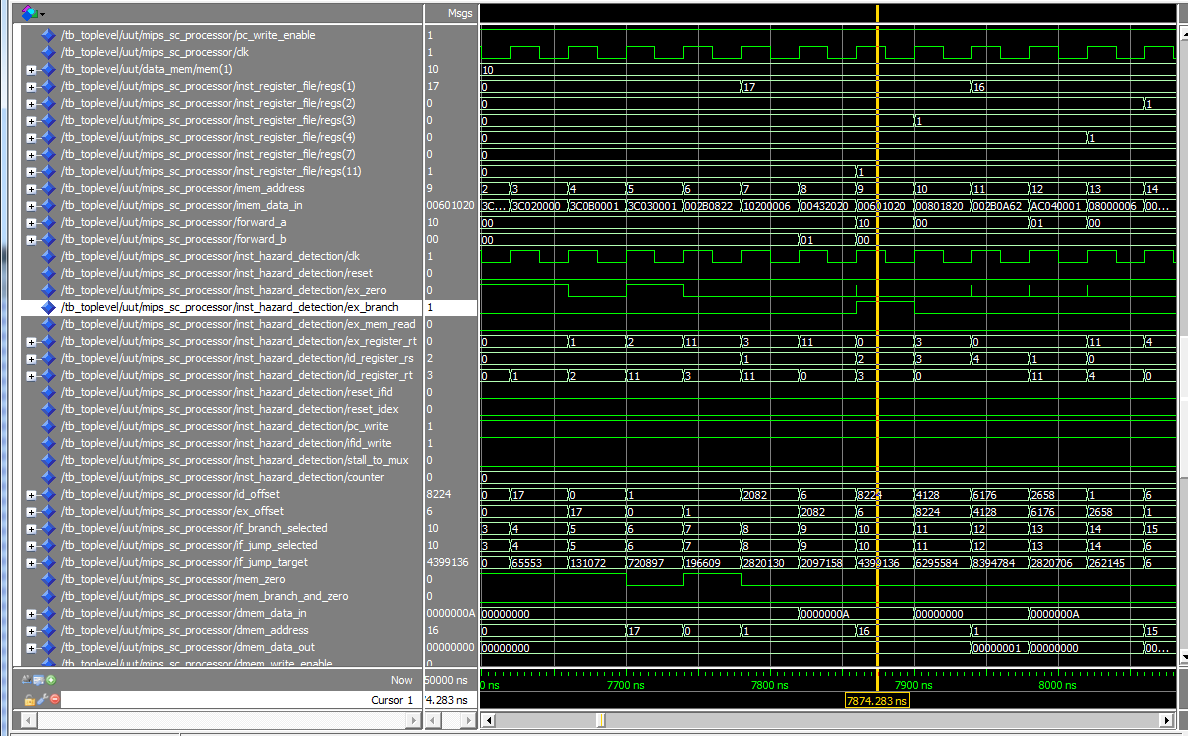 Msgs
/tb_toplevel/uut/mips_sc_processor/pc_write_enable 1
/tb_toplevel/uut/mips_sc_processor/clk 1
/tb_toplevel/uut/data_mem/mem(1) 10 10
/tb_toplevel/uut/mips_sc_processor/inst_register_file/regs(1) 17 0 17 16
/tb_toplevel/uut/mips_sc_processor/inst_register_file/regs(2) 0 0 1
/tb_toplevel/uut/mips_sc_processor/inst_register_file/regs(3) 0 0 1
/tb_toplevel/uut/mips_sc_processor/inst_register_file/regs(4) 0 0 1
/tb_toplevel/uut/mips_sc_processor/inst_register_file/regs(7) 0 0
/tb_toplevel/uut/mips_sc_processor/inst_register_file/regs(11) 1 0 1
/tb_toplevel/uut/mips_sc_processor/imem_address 9 2 3 4 5 6 7 8 9 10 11 12 13 14
/tb_toplevel/uut/mips_sc_processor/imem_data_in 00601020 3C... 3C020000 3C0B0001 3C030001 002B0822 10200006 00432020 00601020 00801820 002B0A62 AC040001 08000006 00...
/tb_toplevel/uut/mips_sc_processor/forward_a 10 00 10 00 01 00
/tb_toplevel/uut/mips_sc_processor/forward_b 00 00 01 00
/tb_toplevel/uut/mips_sc_processor/inst_hazard_detection/clk 1
/tb_toplevel/uut/mips_sc_processor/inst_hazard_detection/reset 0
/tb_toplevel/uut/mips_sc_processor/inst_hazard_detection/ex_zero 0
/tb_toplevel/uut/mips_sc_processor/inst_hazard_detection/ex_branch 1
/tb_toplevel/uut/mips_sc_processor/inst_hazard_detection/ex_mem_read 0
/tb_toplevel/uut/mips_sc_processor/inst_hazard_detection/ex_register_rt 0 0 1 2 11 3 11 0 3 0 11 4
/tb_toplevel/uut/mips_sc_processor/inst_hazard_detection/id_register_rs 2 0 1 2 3 4 1 0
/tb_toplevel/uut/mips_sc_processor/inst_hazard_detection/id_register_rt 3 0 1 2 11 3 11 0 3 0 11 4 0
/tb_toplevel/uut/mips_sc_processor/inst_hazard_detection/reset_ifid 0
/tb_toplevel/uut/mips_sc_processor/inst_hazard_detection/reset_idex 0
/tb_toplevel/uut/mips_sc_processor/inst_hazard_detection/pc_write 1
/tb_toplevel/uut/mips_sc_processor/inst_hazard_detection/ifid_write 1
/tb_toplevel/uut/mips_sc_processor/inst_hazard_detection/stall_to_mux 0
/tb_toplevel/uut/mips_sc_processor/inst_hazard_detection/counter 0 0
/tb_toplevel/uut/mips_sc_processor/id_offset 8224 0 17 0 1 2082 6 8224 4128 6176 2658 1 6
/tb_toplevel/uut/mips_sc_processor/ex_offset 6 0 17 0 1 2082 6 8224 4128 6176 2658 1
/tb_toplevel/uut/mips_sc_processor/if_branch_selected 10 3 4 5 6 7 8 9 10 11 12 13 14 15
/tb_toplevel/uut/mips_sc_processor/if_jump_selected 10 3 4 5 6 7 8 9 10 11 12 13 14 6
/tb_toplevel/uut/mips_sc_processor/if_jump_target 4399136 0 65553 131072 720897 196609 2820130 2097158 4399136 6295584 8394784 2820706 262145 6
/tb_toplevel/uut/mips_sc_processor/mem_zero 0
/tb_toplevel/uut/mips_sc_processor/mem_branch_and_zero 0
/tb_toplevel/uut/mips_sc_processor/dmem_data_in 0000000A 00000000 0000000A 00000000 0000000A
/tb_toplevel/uut/mips_sc_processor/dmem_address 16 0 17 0 1 16 1 15
/tb_toplevel/uut/mips_sc_processor/dmem_data_out 00000000 00000000 00000001 00000000 00...
/tb_toplevel/uut/mips_sc_processor/dmem_write_enable 0
Now 50000 ns 0 ns 7700 ns 7800 ns 7900 ns 8000 ns
Cursor 1 74.283 ns 7874.283 ns